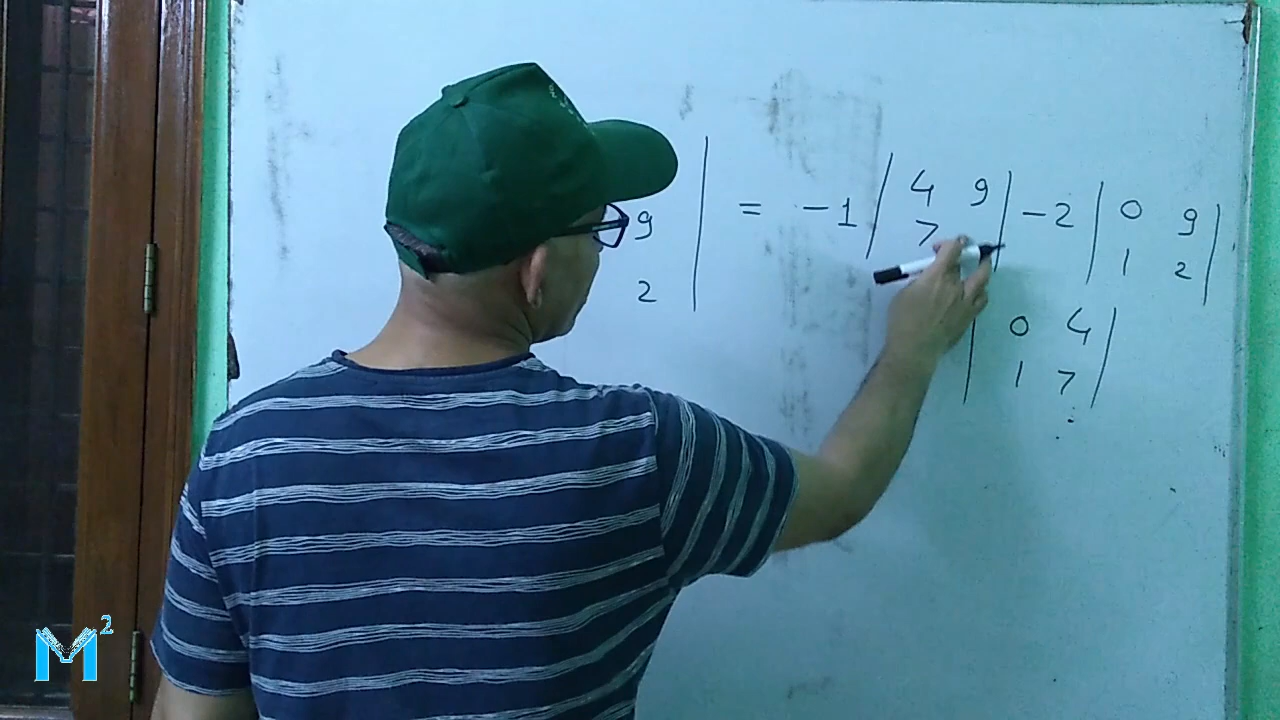 9 | = -1 | 4 9 | -2 | 0 9 |
2 | | 7 | | 1 2 |
| 0 4 |
| 1 7 |
M²